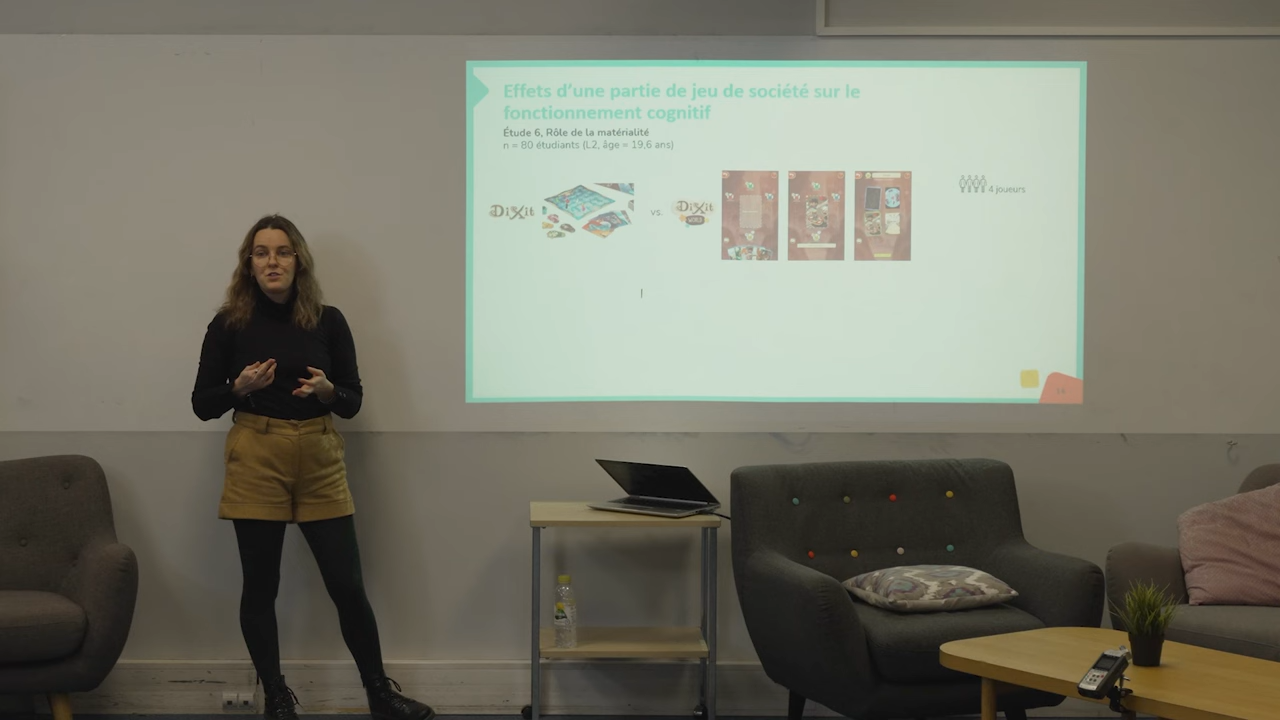 Effets d'une partie de jeu de société sur le
fonctionnement cognitif
Étude 6, Rôle de la matérialité
n = 80 étudiants (L2, âge = 19,6 ans)
DiXit
vs.
DiXit
4 joueurs